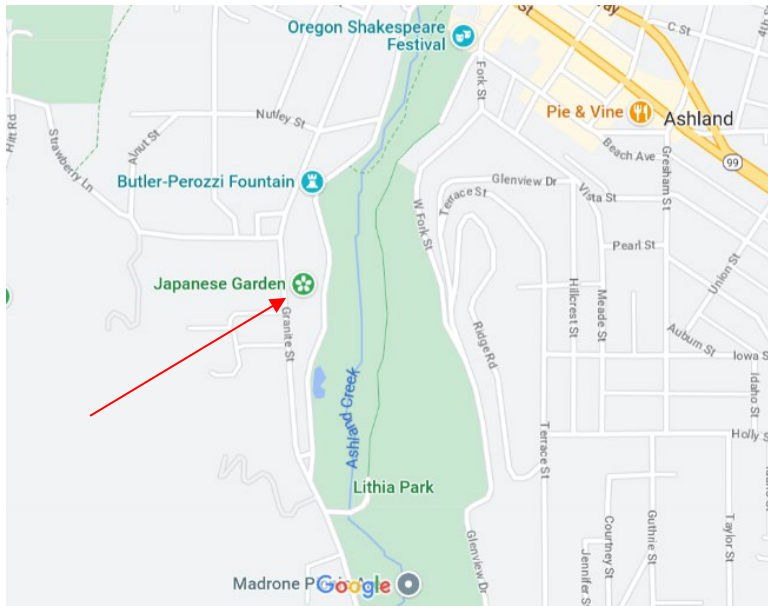 Oregon Shakespeare
Festival
St
Way
C St
4th St
Fork St
Pie & Vine
Ashland
Hitt Rd
Strawberry Ln
Alnut St
Nutley St
Beach Ave
Gresham St
99
Butler-Perozzi Fountain
Glenview Dr
Terrace St
Vista St
W Fork St
Pearl St
Union St
Japanese Garden
Granite St
Hillcrest St
Meade St
Ridge Rd
Auburn St
Iowa S
Idaho St
Ashland Creek
Terrace St
Holly S
Lithia Park
Glenview Dr
Courtney St
Guthrie St
Taylor St
Jennifer S
Madrone P
Google